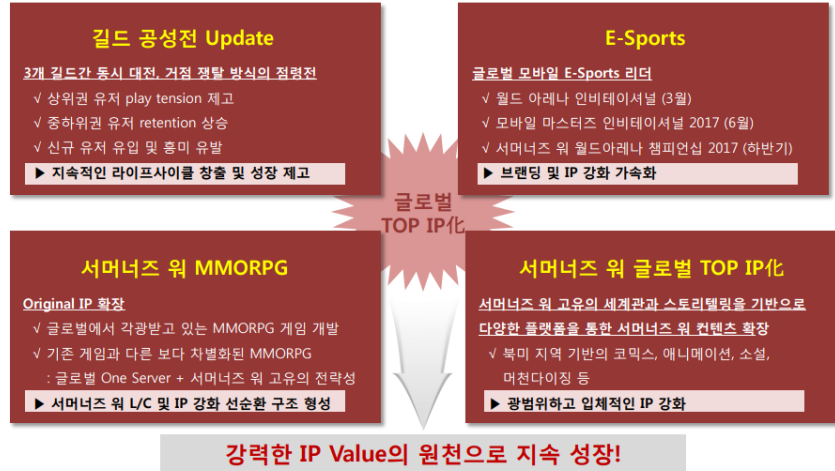 길드 공성전 Update
3개 길드간 동시 대전, 거점 쟁탈 방식의 점령전
√ 상위권 유저 play tension 제고
√ 중하위권 유저 retention 상승
√ 신규 유저 유입 및 흥미 유발
▶ 지속적인 라이프사이클 창출 및 성장 제고
E-Sports
글로벌 모바일 E-Sports 리더
√ 월드 아레나 인비테이셔널 (3월)
√ 모바일 마스터즈 인비테이셔널 2017 (6월)
√ 서머너즈 워 월드아레나 챔피언십 2017 (하반기)
▶ 브랜딩 및 IP 강화 가속화
글로벌
TOP IP化
서머너즈 워 MMORPG
Original IP 확장
√ 글로벌에서 각광받고 있는 MMORPG 게임 개발
√ 기존 게임과 다른 보다 차별화된 MMORPG
: 글로벌 One Server + 서머너즈 워 고유의 전략성
▶ 서머너즈 워 L/C 및 IP 강화 선순환 구조 형성
서머너즈 워 글로벌 TOP IP化
서머너즈 워 고유의 세계관과 스토리텔링을 기반으로
다양한 플랫폼을 통한 서머너즈 워 컨텐츠 확장
√ 북미 지역 기반의 코믹스, 애니메이션, 소설,
머천다이징 등
▶ 광범위하고 입체적인 IP 강화
강력한 IP Value의 원천으로 지속 성장!